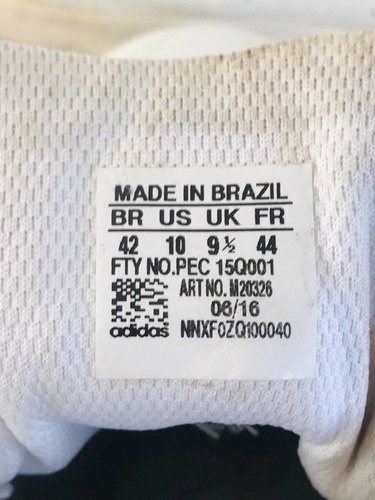 MADE IN BRAZIL
BR US UK FR
42 10 9½ 44
FTY NO.PEC 15Q001
ART NO. M20326
06/16
adidas NNXF0ZQ100040